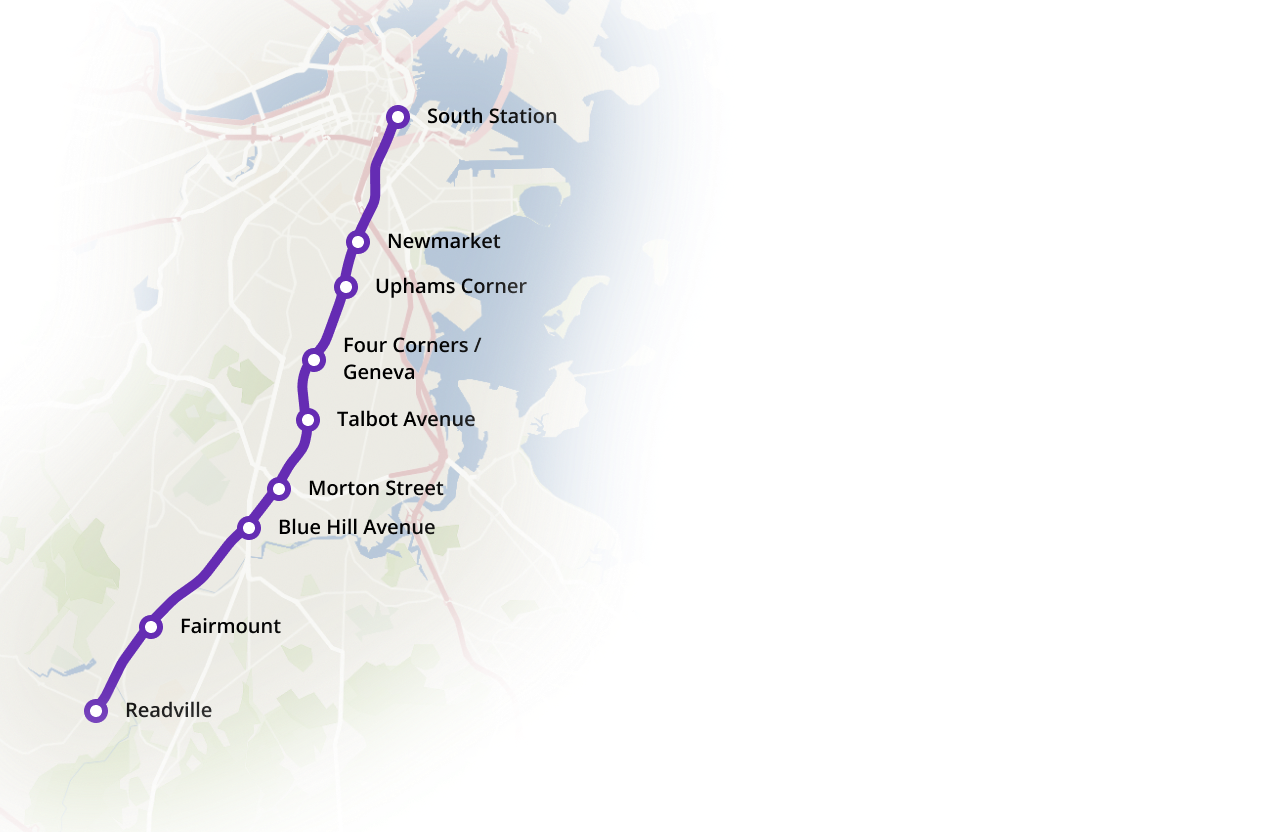 South Station
Newmarket
Uphams Corner
Four Corners /
Geneva
Talbot Avenue
Morton Street
Blue Hill Avenue
Fairmount
Readville